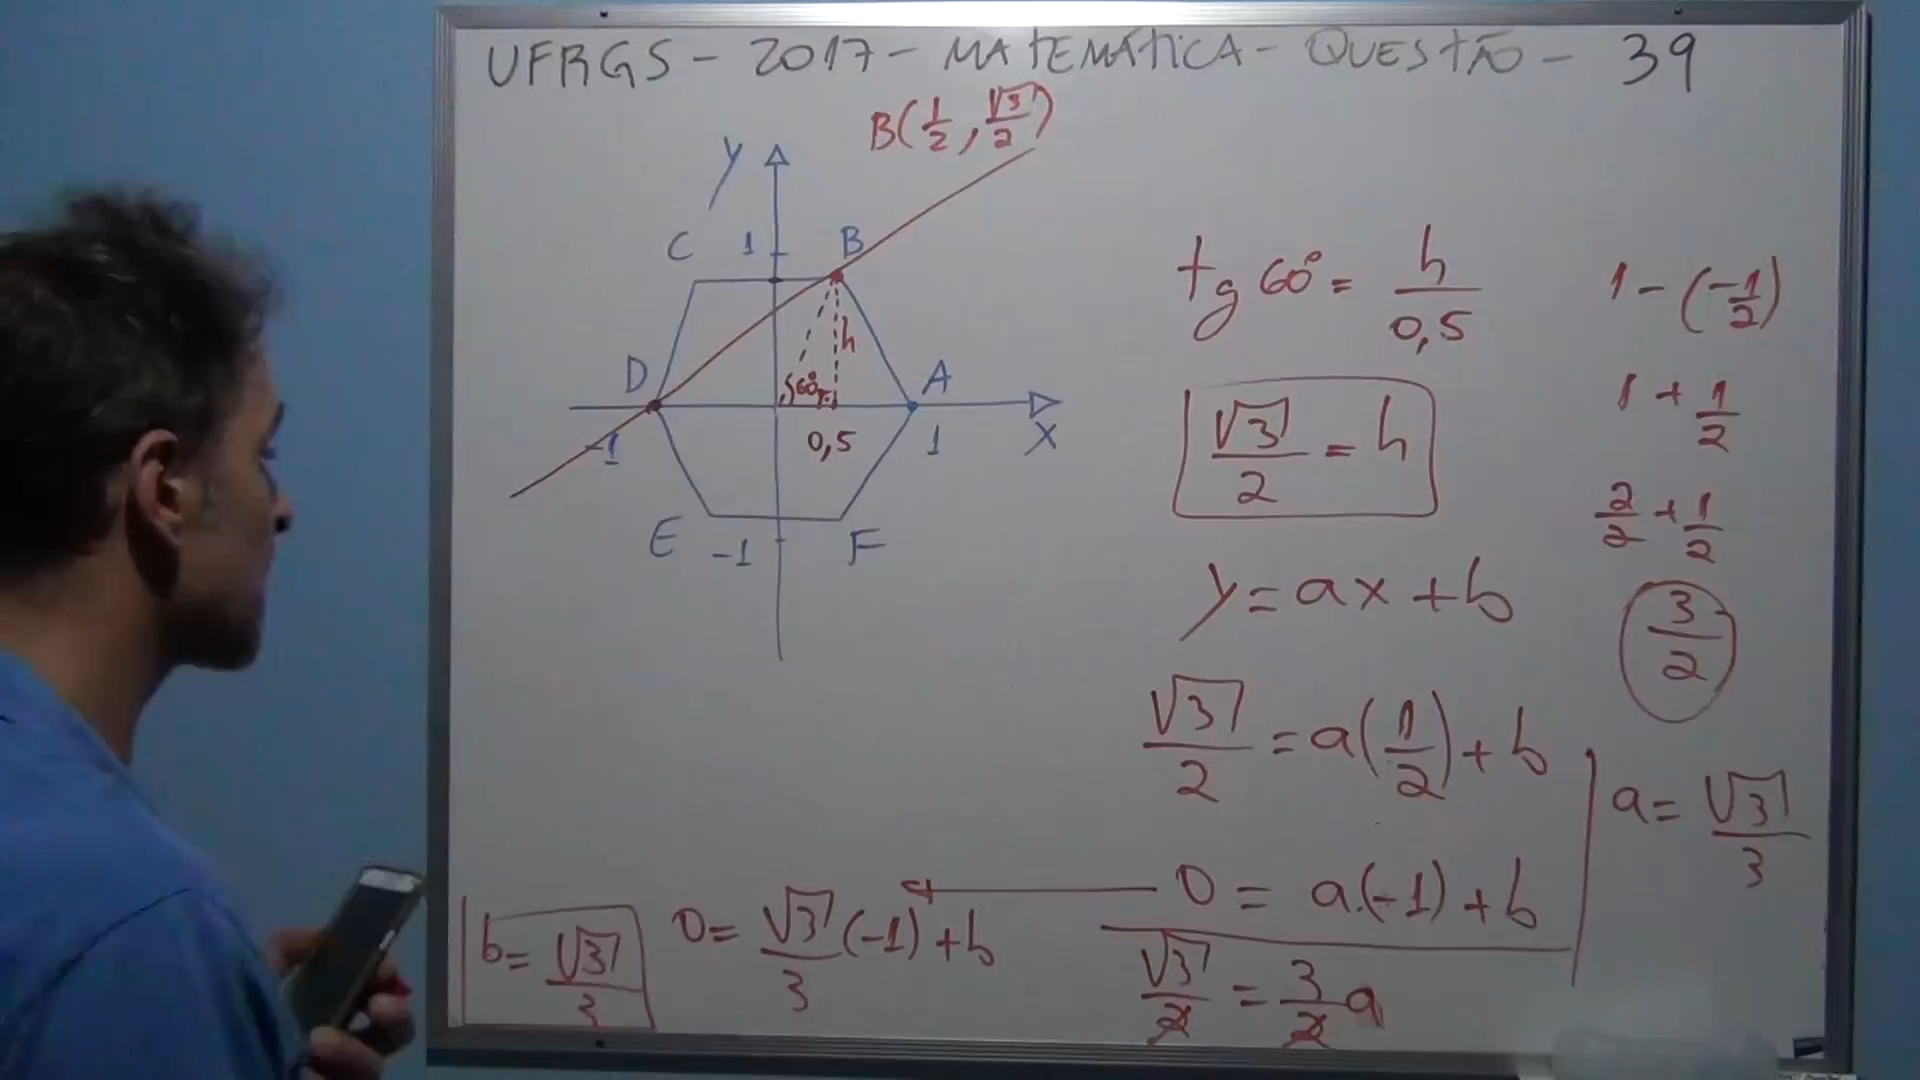 UFRGS - 2017 - MATEMÁTICA - QUESTÃO - 39
B(1/2, √3/2)
y
C 1 B
h
D 60° A
-1 0,5 1 X
E -1 F
tg 60° = h/0,5
√3/2 = h
y = ax + b
√3/2 = a(1/2) + b
0 = a.(-1) + b
√3/2 = 3/2 a
1 - (-1/2)
1 + 1/2
2/2 + 1/2
3/2
a = √3/3
0 = √3/3 (-1) + b
b = √3/3